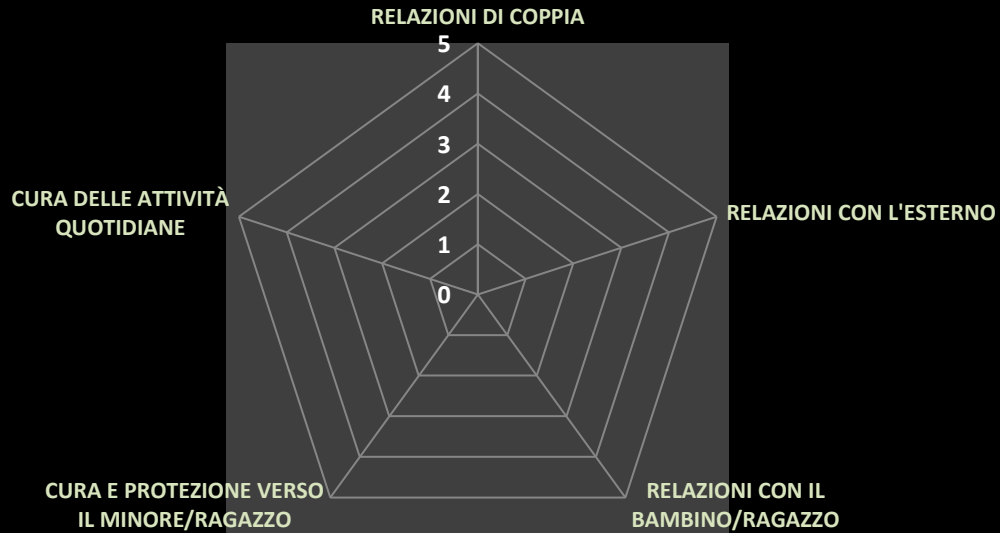 RELAZIONI DI COPPIA
5
4
3
2
1
0
CURA DELLE ATTIVITÀ
QUOTIDIANE
RELAZIONI CON L'ESTERNO
CURA E PROTEZIONE VERSO
IL MINORE/RAGAZZO
RELAZIONI CON IL
BAMBINO/RAGAZZO